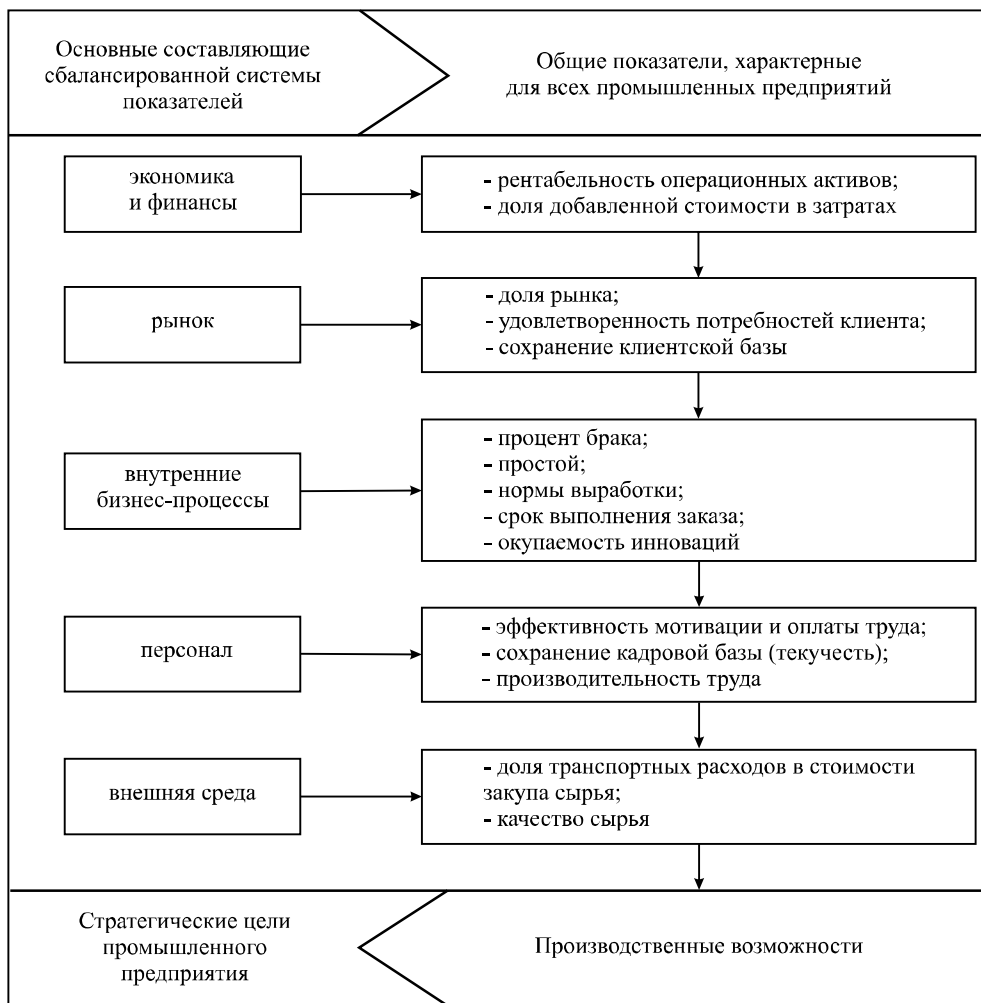 Основные составляющие
сбалансированной системы
показателей
Общие показатели, характерные
для всех промышленных предприятий
экономика
и финансы
- рентабельность операционных активов;
- доля добавленной стоимости в затратах
рынок
- доля рынка;
- удовлетворенность потребностей клиента;
- сохранение клиентской базы
внутренние
бизнес-процессы
- процент брака;
- простой;
- нормы выработки;
- срок выполнения заказа;
- окупаемость инноваций
персонал
- эффективность мотивации и оплаты труда;
- сохранение кадровой базы (текучесть);
- производительность труда
внешняя среда
- доля транспортных расходов в стоимости
закупа сырья;
- качество сырья
Стратегические цели
промышленного
предприятия
Производственные возможности